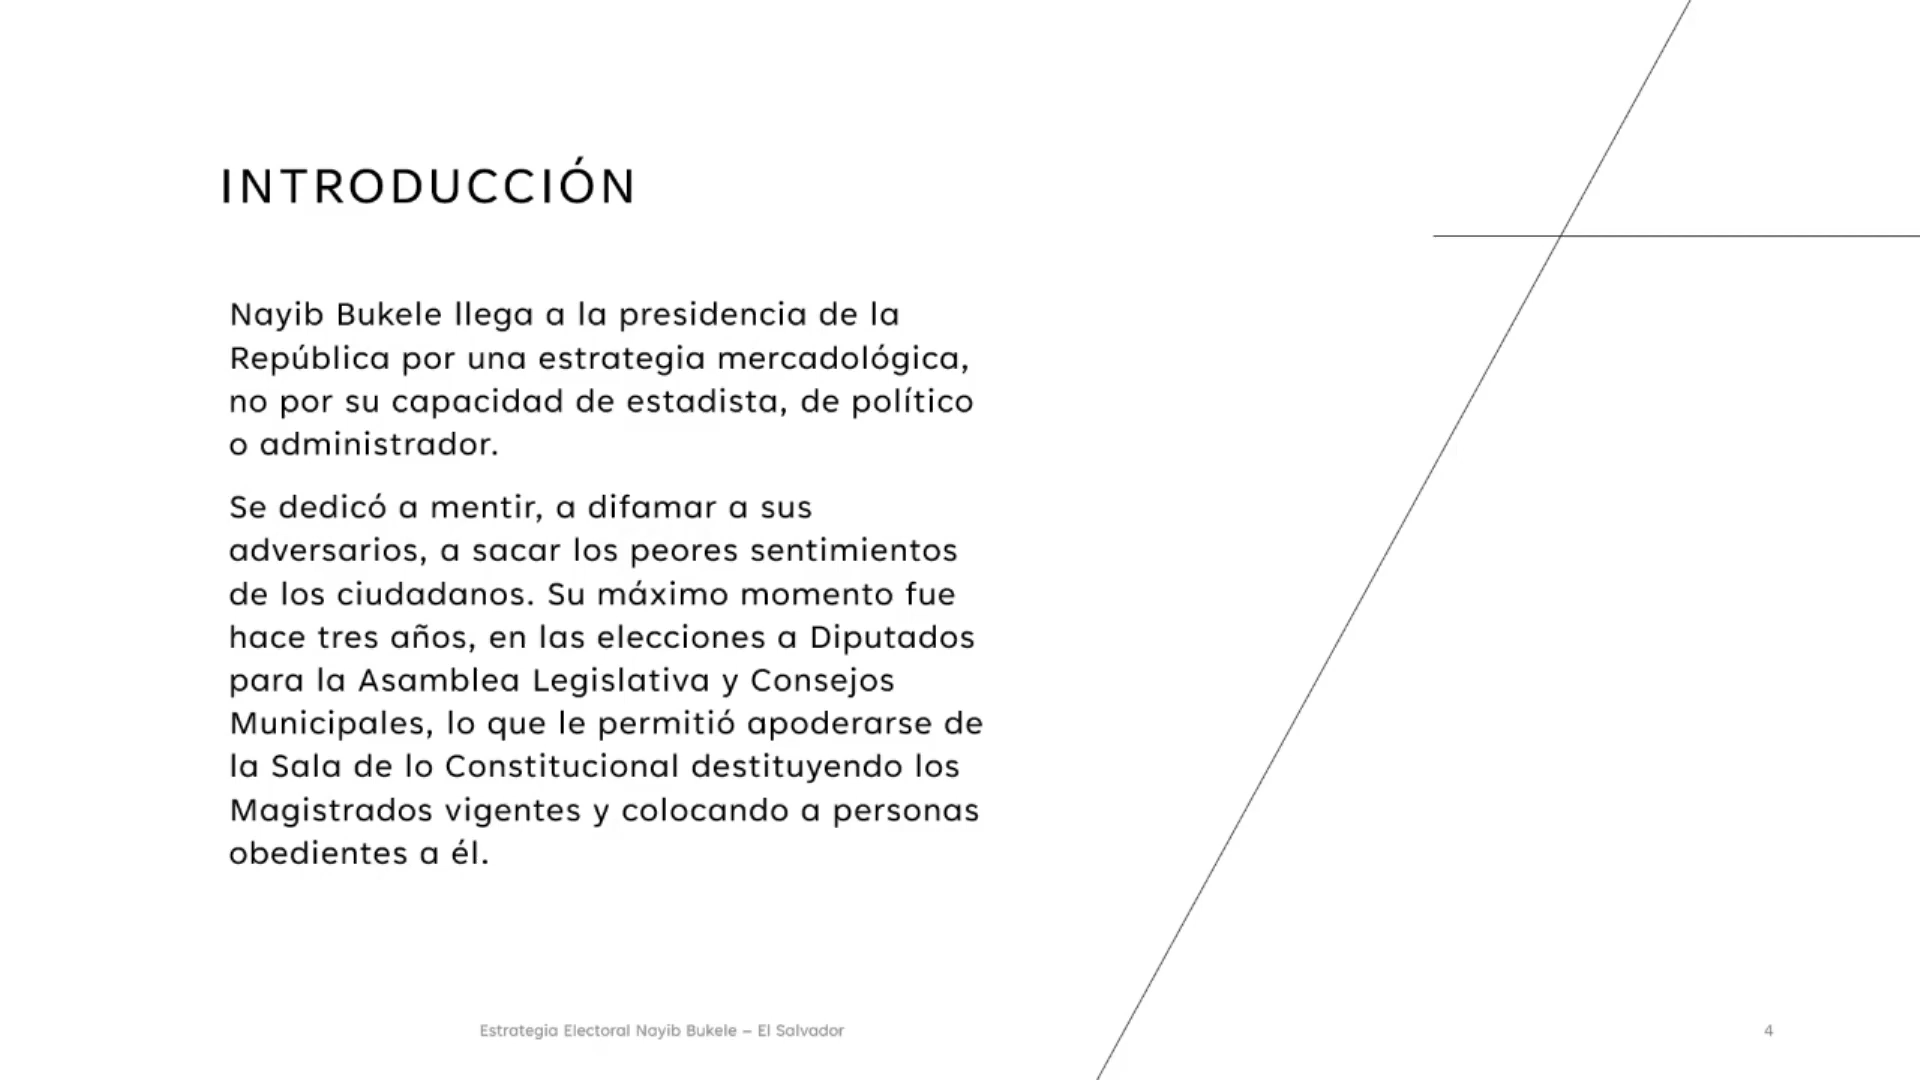 INTRODUCCIÓN
Nayib Bukele llega a la presidencia de la
República por una estrategia mercadológica,
no por su capacidad de estadista, de político
o administrador.
Se dedicó a mentir, a difamar a sus
adversarios, a sacar los peores sentimientos
de los ciudadanos. Su máximo momento fue
hace tres años, en las elecciones a Diputados
para la Asamblea Legislativa y Consejos
Municipales, lo que le permitió apoderarse de
la Sala de lo Constitucional destituyendo los
Magistrados vigentes y colocando a personas
obedientes a él.
Estrategia Electoral Nayib Bukele – El Salvador
4